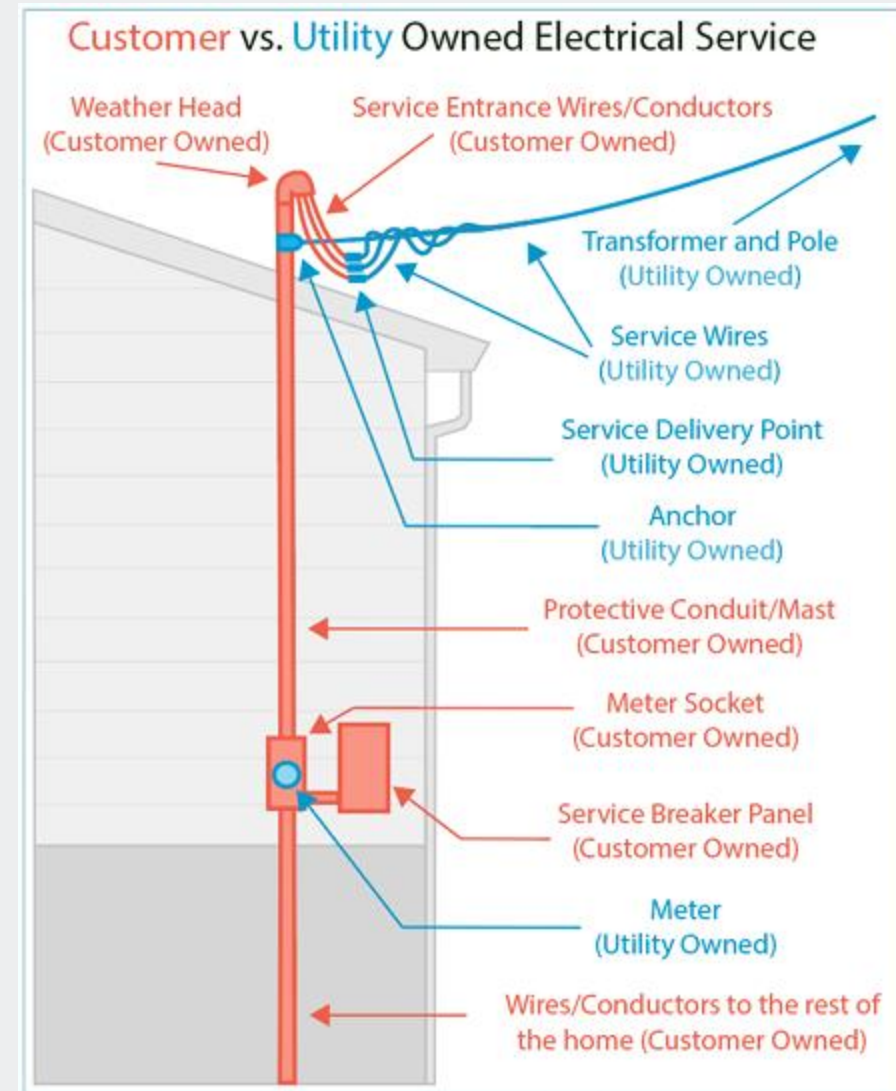 Customer vs. Utility Owned Electrical Service
Weather Head
(Customer Owned)
Service Entrance Wires/Conductors
(Customer Owned)
Transformer and Pole
(Utility Owned)
Service Wires
(Utility Owned)
Service Delivery Point
(Utility Owned)
Anchor
(Utility Owned)
Protective Conduit/Mast
(Customer Owned)
Meter Socket
(Customer Owned)
Service Breaker Panel
(Customer Owned)
Meter
(Utility Owned)
Wires/Conductors to the rest of
the home (Customer Owned)